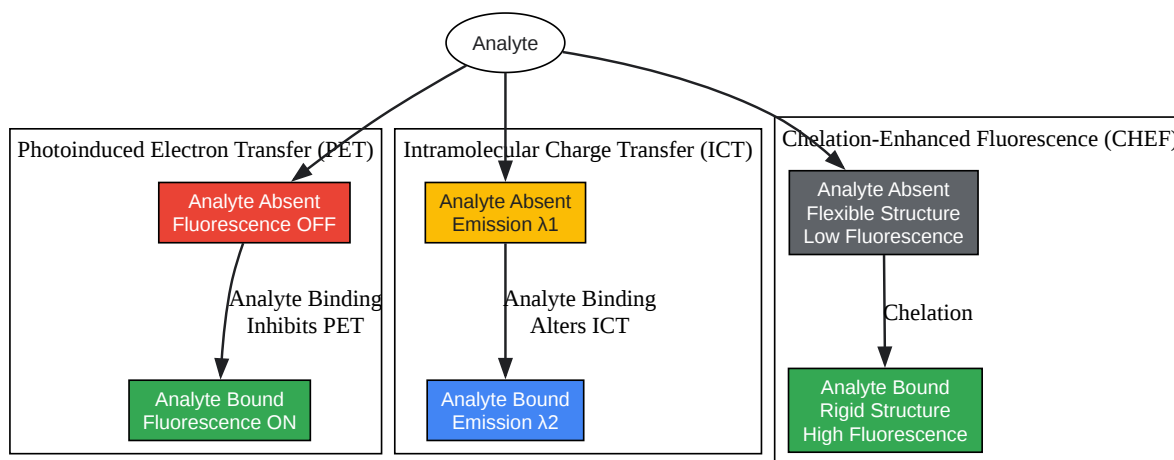 Analyte
Photoinduced Electron Transfer (PET)
Analyte Absent
Fluorescence OFF
Analyte Binding
Inhibits PET
Analyte Bound
Fluorescence ON
Intramolecular Charge Transfer (ICT)
Analyte Absent
Emission λ1
Analyte Binding
Alters ICT
Analyte Bound
Emission λ2
Chelation-Enhanced Fluorescence (CHEF)
Analyte Absent
Flexible Structure
Low Fluorescence
Chelation
Analyte Bound
Rigid Structure
High Fluorescence